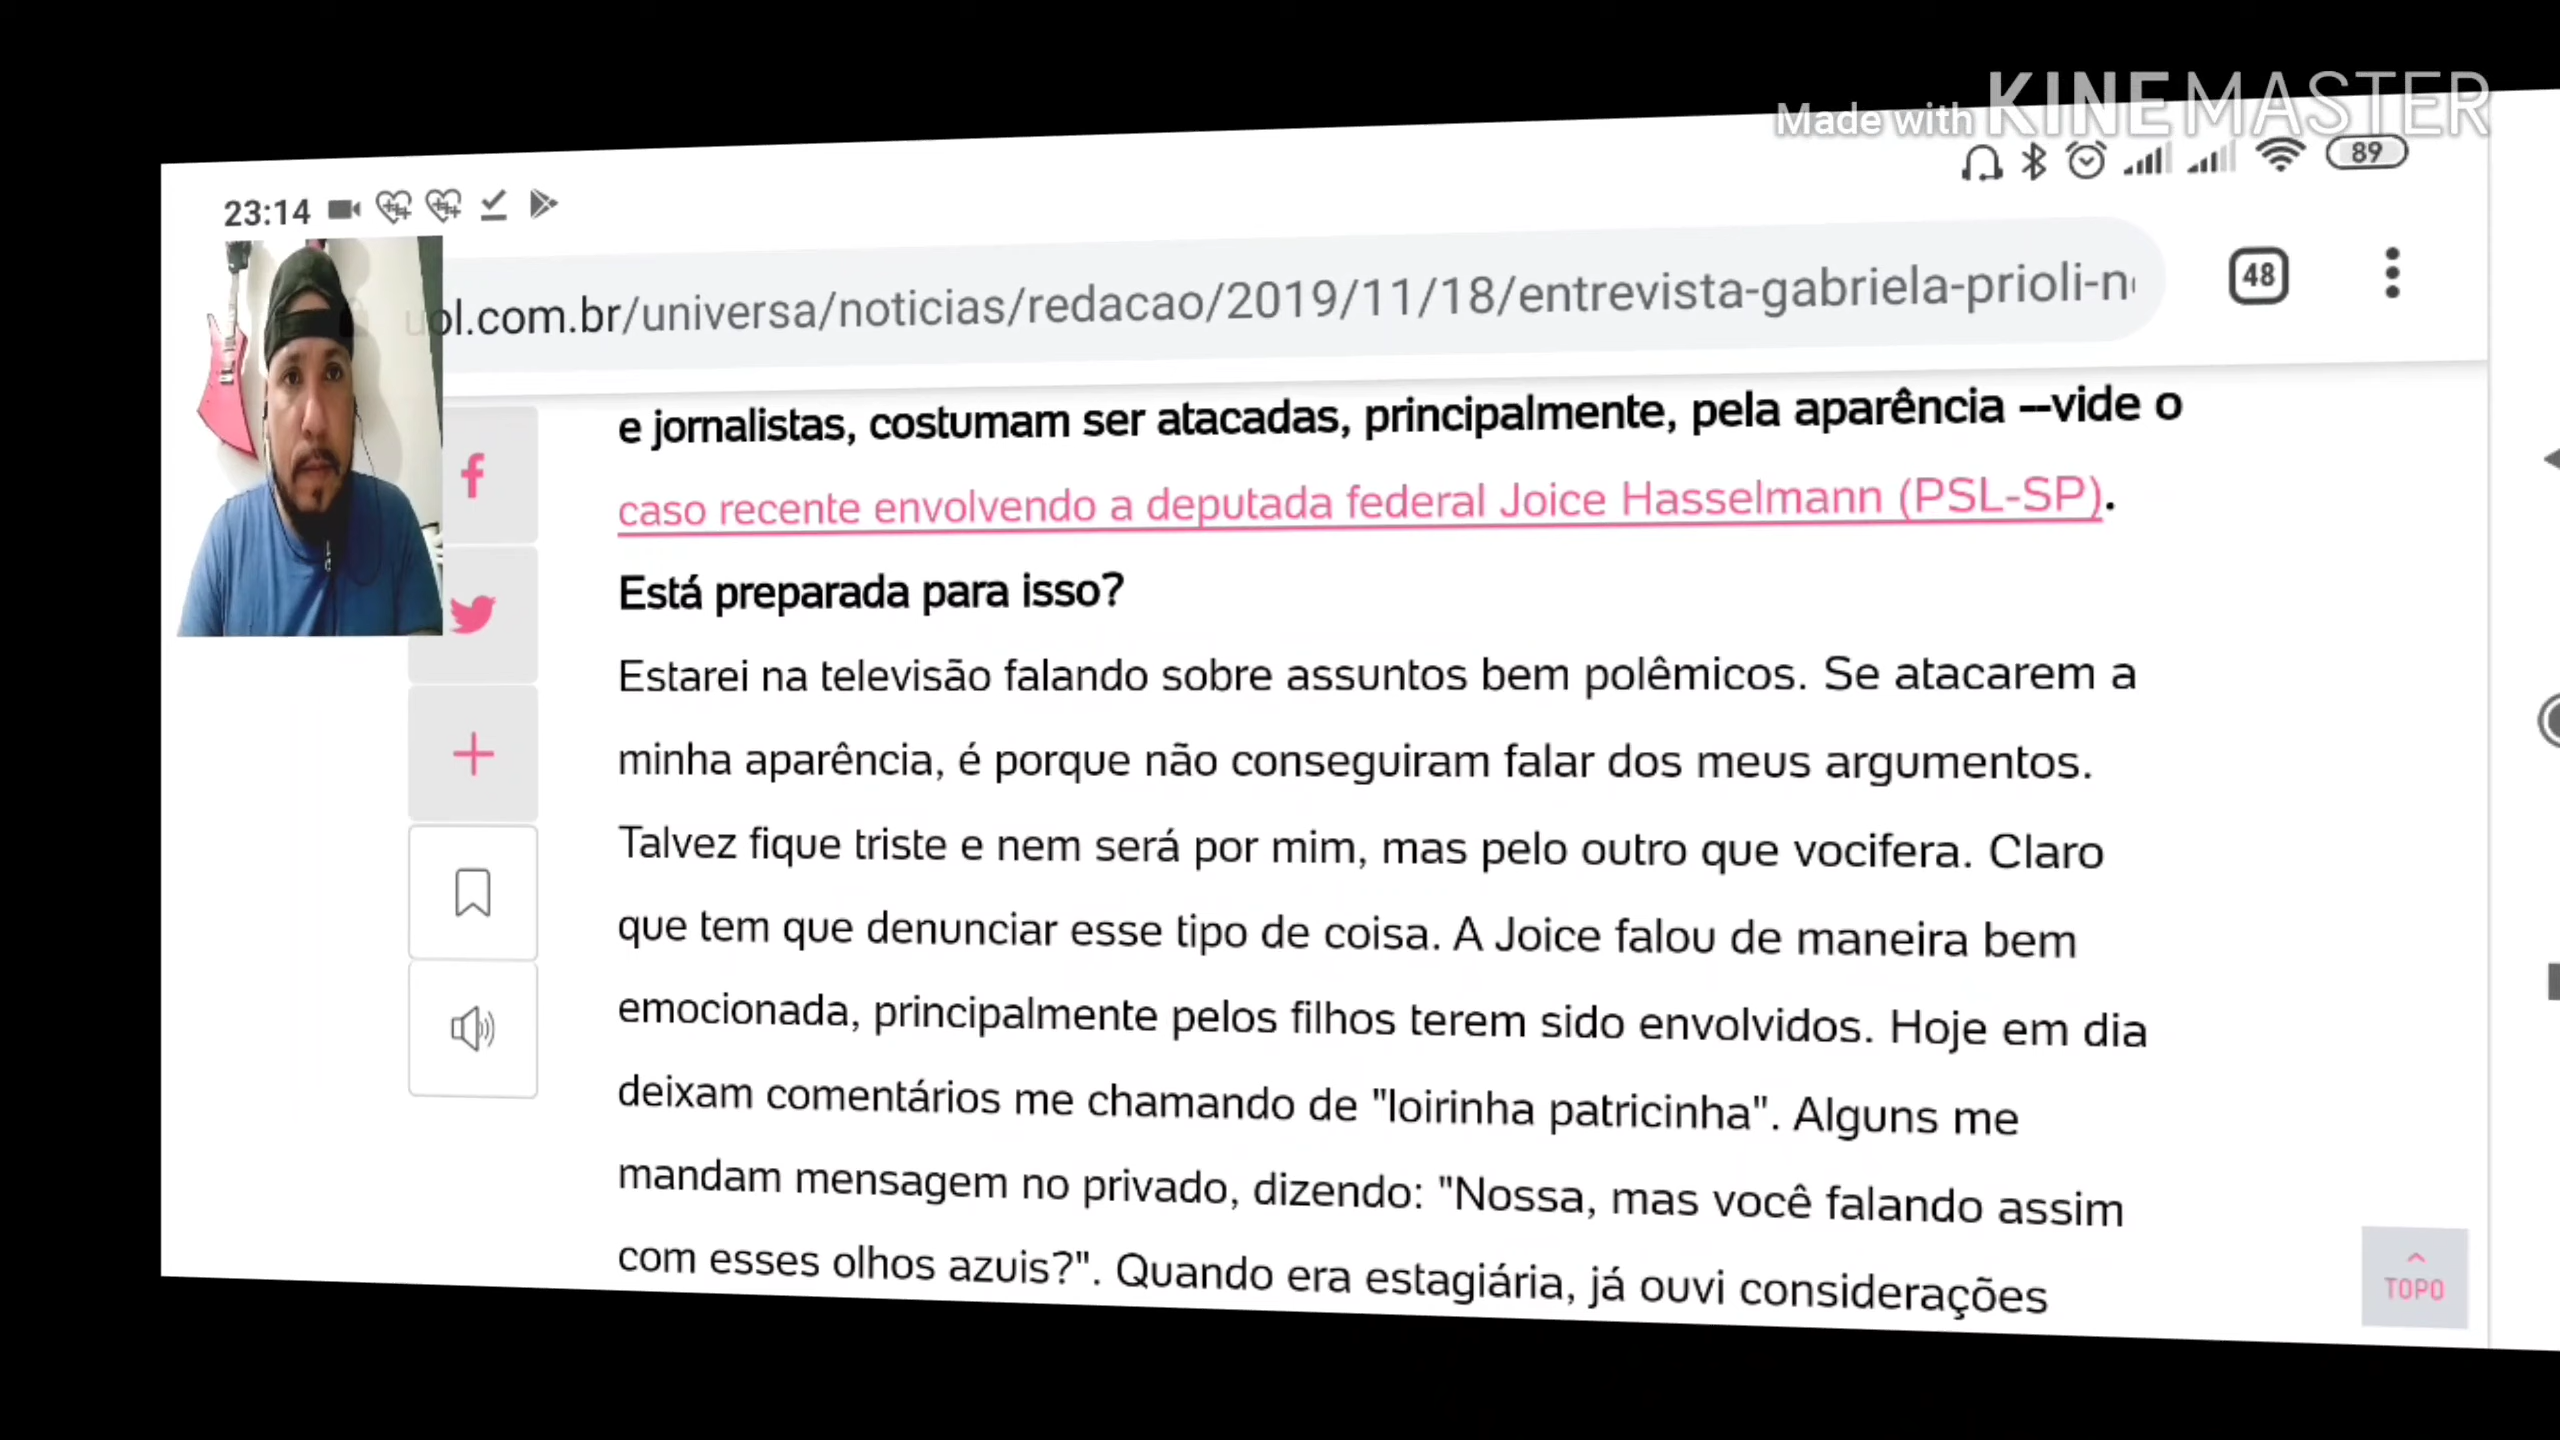 Made with KINEMASTER
23:14
89
uol.com.br/universa/noticias/redacao/2019/11/18/entrevista-gabriela-prioli-n
48
e jornalistas, costumam ser atacadas, principalmente, pela aparência --vide o
caso recente envolvendo a deputada federal Joice Hasselmann (PSL-SP).
Está preparada para isso?
Estarei na televisão falando sobre assuntos bem polêmicos. Se atacarem a
minha aparência, é porque não conseguiram falar dos meus argumentos.
Talvez fique triste e nem será por mim, mas pelo outro que vocifera. Claro
que tem que denunciar esse tipo de coisa. A Joice falou de maneira bem
emocionada, principalmente pelos filhos terem sido envolvidos. Hoje em dia
deixam comentários me chamando de "loirinha patricinha". Alguns me
mandam mensagem no privado, dizendo: "Nossa, mas você falando assim
com esses olhos azuis?". Quando era estagiária, já ouvi considerações
TOPO